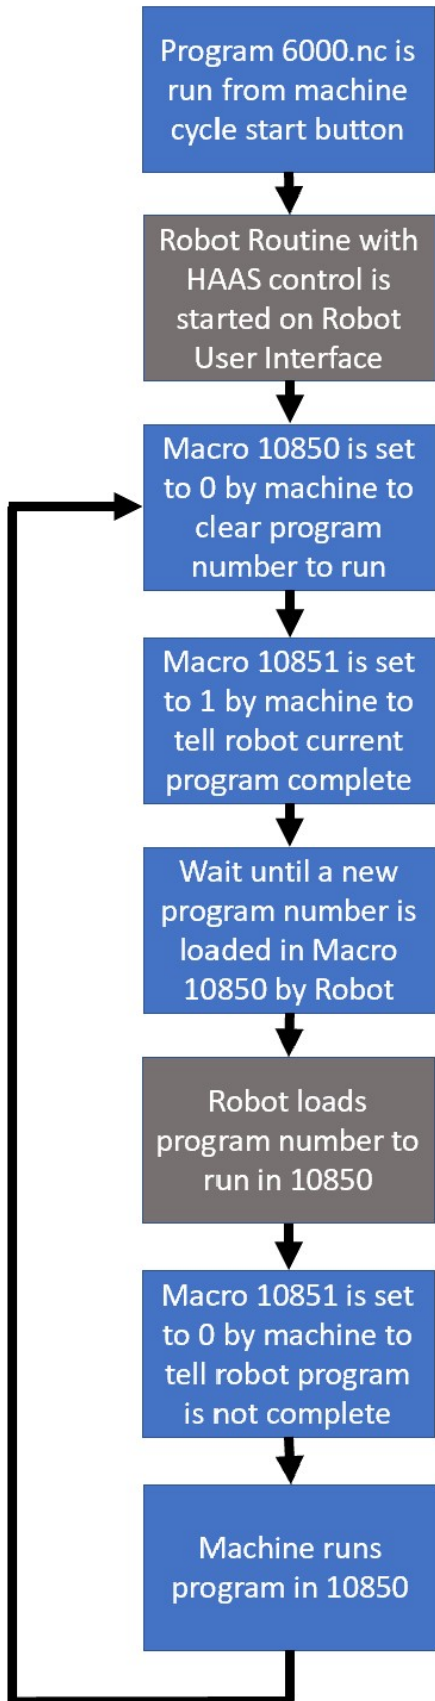 Program 6000.nc is
run from machine
cycle start button
Robot Routine with
HAAS control is
started on Robot
User Interface
Macro 10850 is set
to 0 by machine to
clear program
number to run
Macro 10851 is set
to 1 by machine to
tell robot current
program complete
Wait until a new
program number is
loaded in Macro
10850 by Robot
Robot loads
program number to
run in 10850
Macro 10851 is set
to 0 by machine to
tell robot program
is not complete
Machine runs
program in 10850